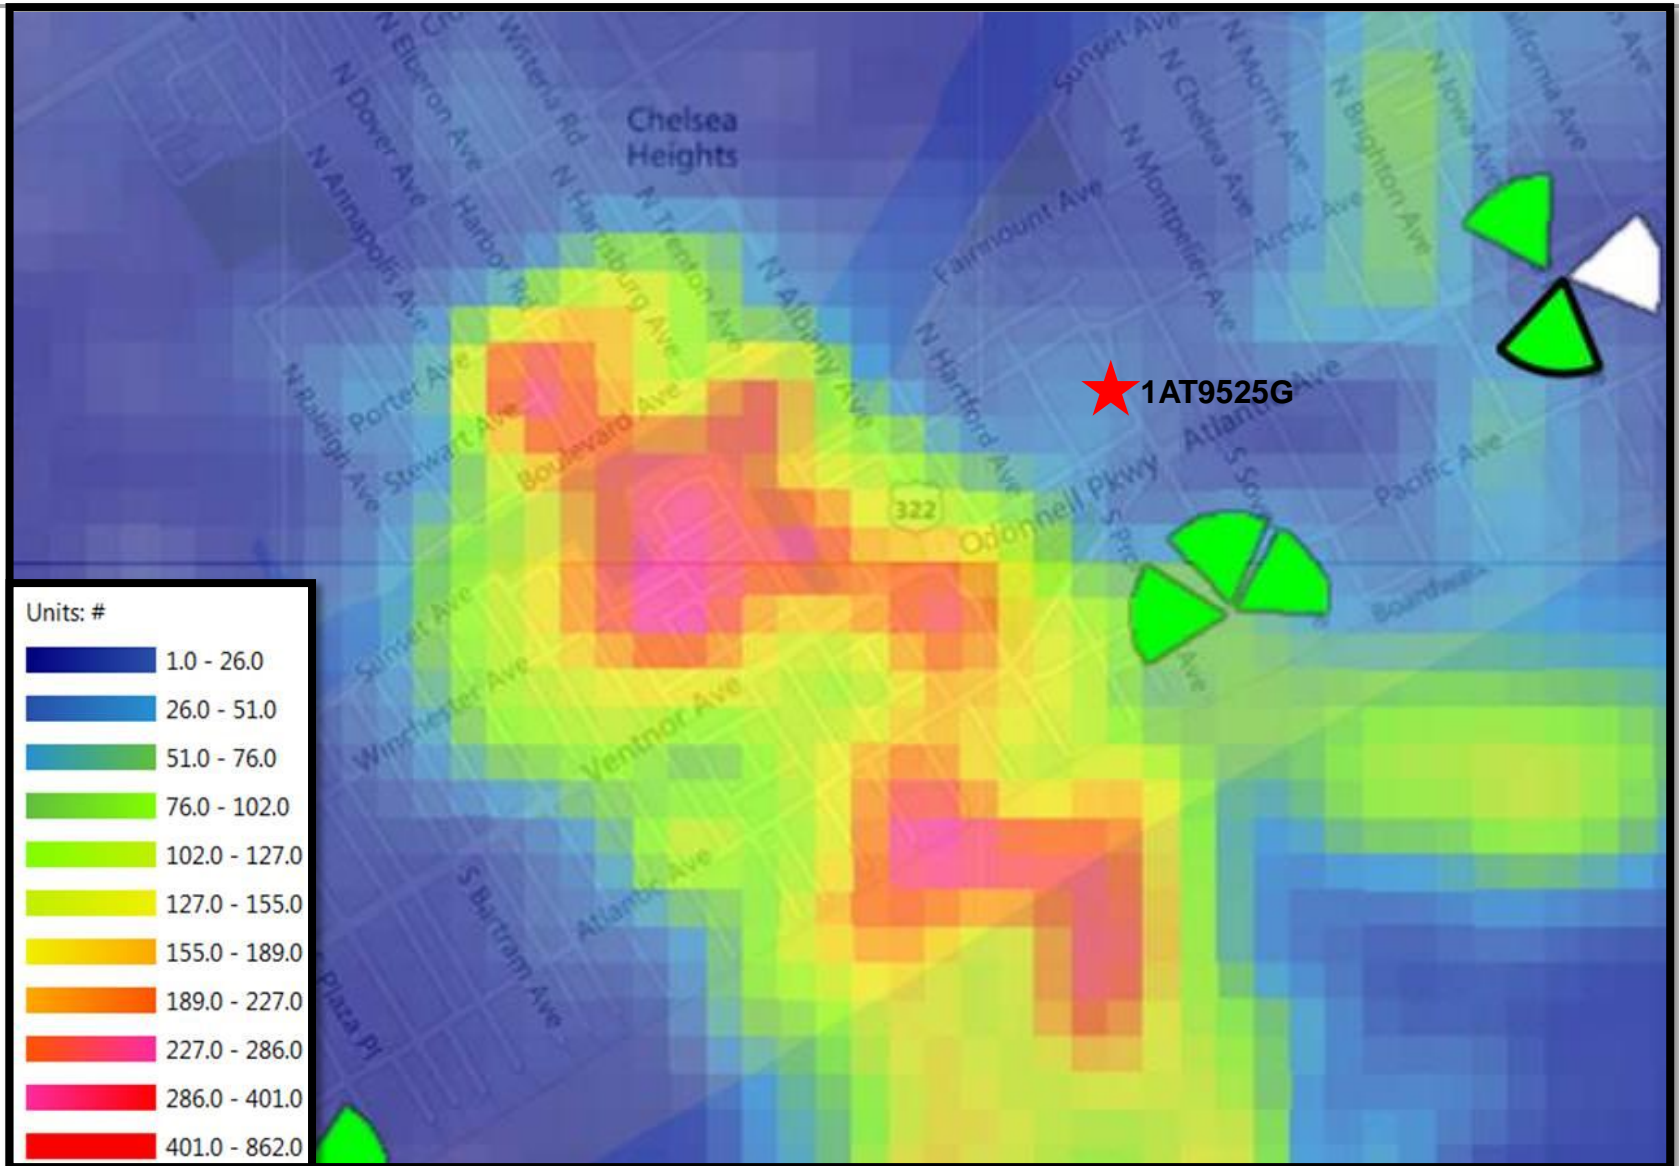 Sunset Ave
N Elberon Ave
Wisteria Rd
N Dover Ave
N Chelsea Ave
N Morris Ave
N Brighton Ave
N Iowa Ave
Chelsea
Heights
N Annapolis Ave
Harbor Rd
N Harrisburg Ave
N Trenton Ave
N Albany Ave
Fairmount Ave
N Montpelier Ave
Arctic Ave
N Raleigh Ave
Porter Ave
Stewart Ave
Boulevard Ave
N Hartford Ave
1AT9525G
Atlantic Ave
Pacific Ave
322
Odonnell Pkwy
Boardwalk
Ave
Sunset Ave
Winchester Ave
Ventnor Ave
Atlantic Ave
S Bartram Ave
Plaza Pl
Units: #
1.0 - 26.0
26.0 - 51.0
51.0 - 76.0
76.0 - 102.0
102.0 - 127.0
127.0 - 155.0
155.0 - 189.0
189.0 - 227.0
227.0 - 286.0
286.0 - 401.0
401.0 - 862.0